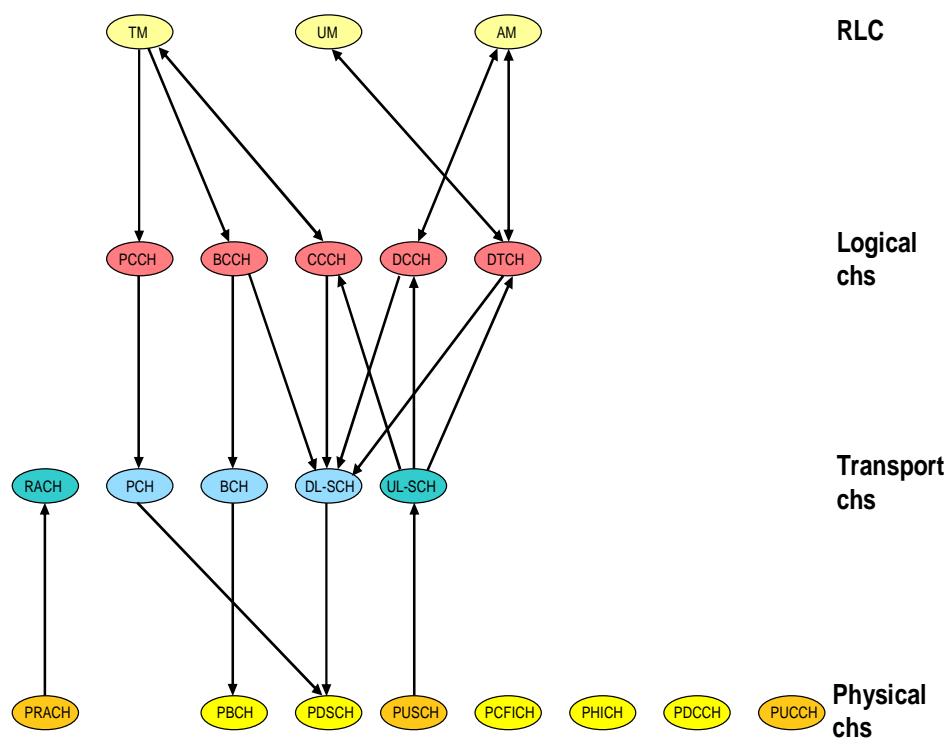 TM UM AM RLC
PCCH BCCH CCCH DCCH DTCH Logical
chs
RACH PCH BCH DL-SCH UL-SCH Transport
chs
PRACH PBCH PDSCH PUSCH PCFICH PHICH PDCCH PUCCH Physical
chs